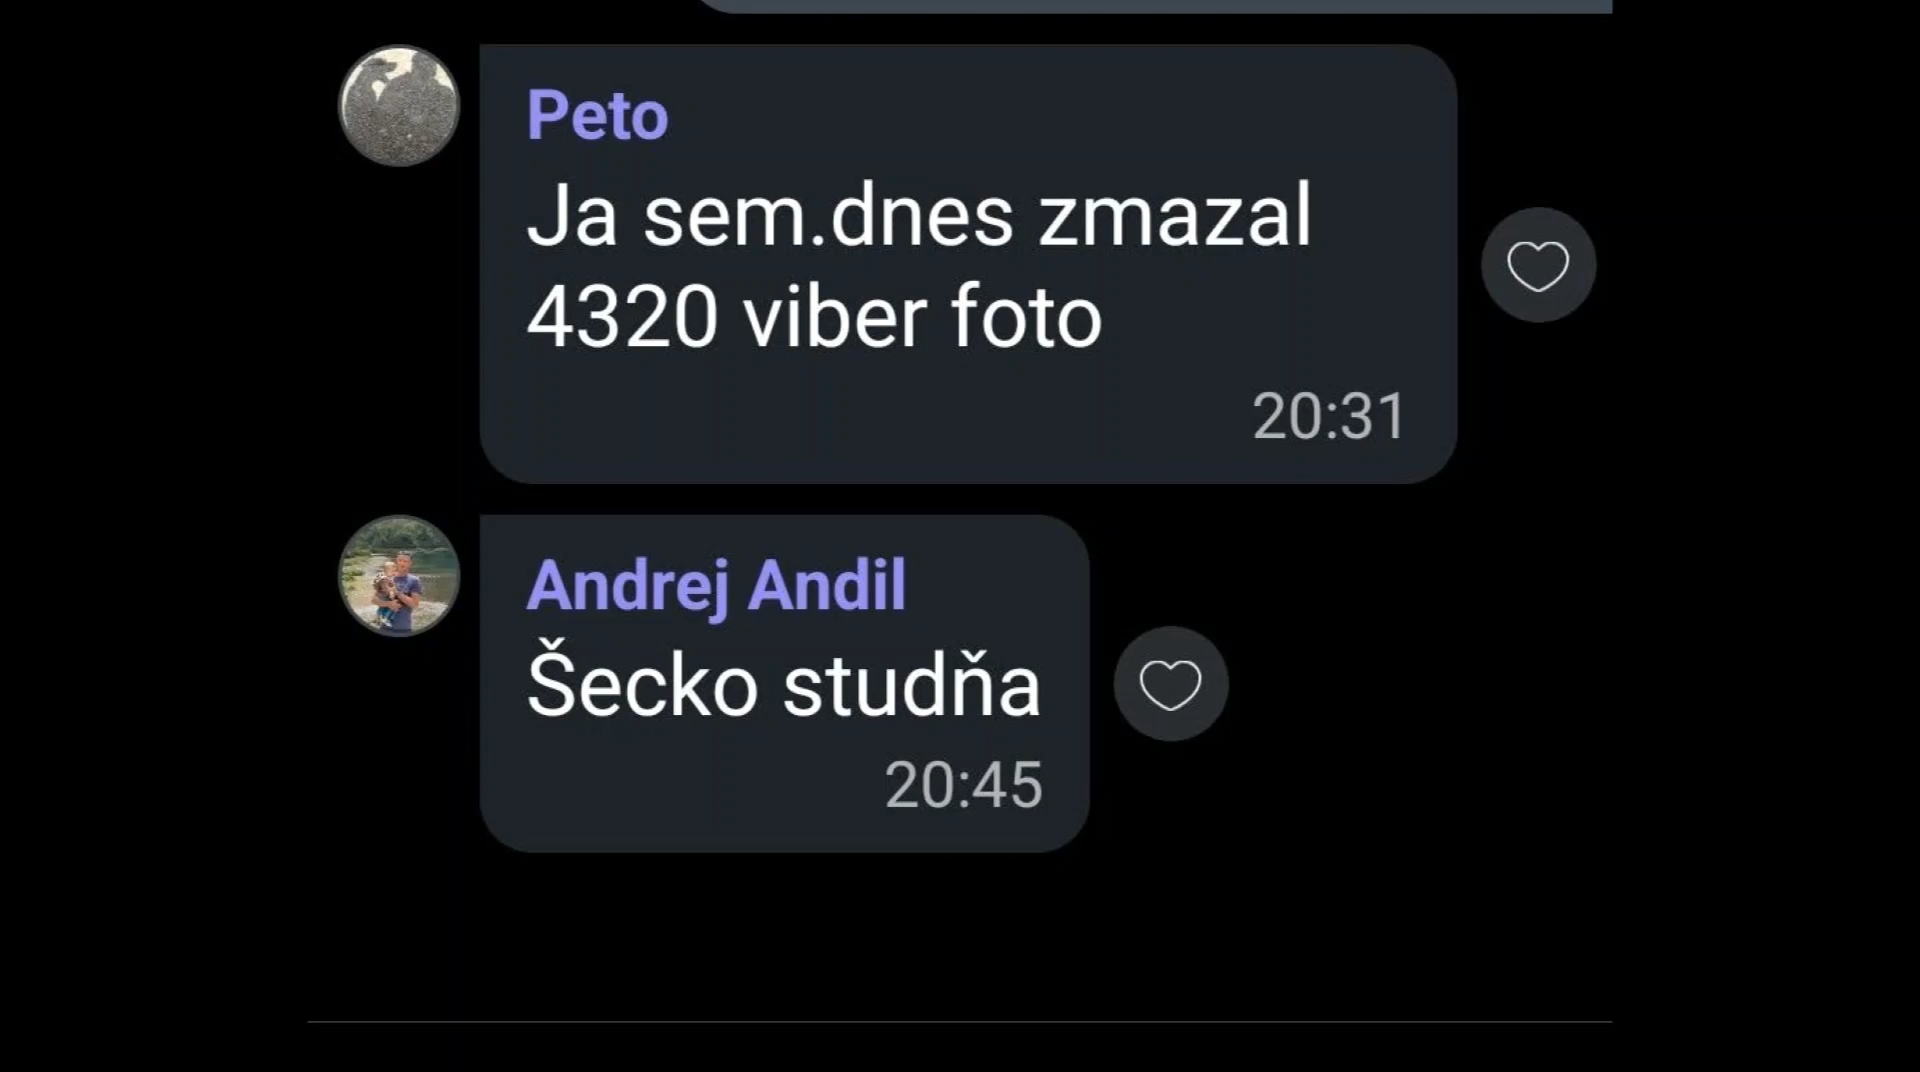 Peto
Ja sem.dnes zmazal
4320 viber foto
20:31
Andrej Andil
Šecko studňa
20:45